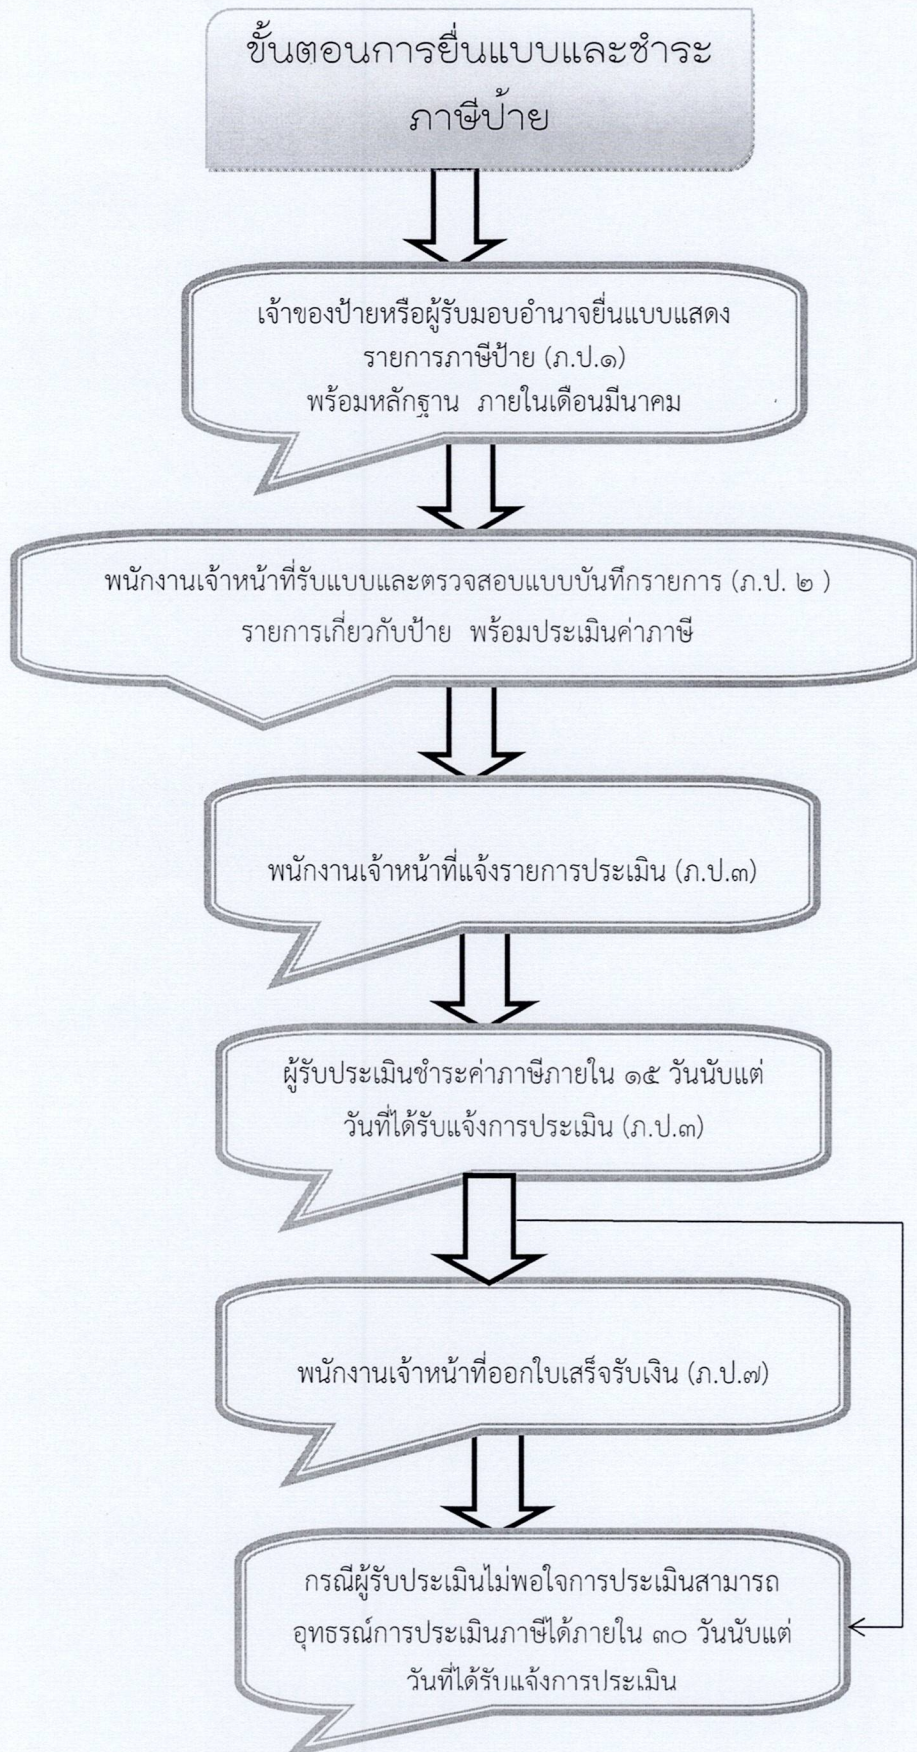 ขั้นตอนการยื่นแบบและชำระ
ภาษีป้าย
เจ้าของป้ายหรือผู้รับมอบอำนาจยื่นแบบแสดง
รายการภาษีป้าย (ภ.ป.๑)
พร้อมหลักฐาน ภายในเดือนมีนาคม
พนักงานเจ้าหน้าที่รับแบบและตรวจสอบแบบบันทึกรายการ (ภ.ป. ๒ )
รายการเกี่ยวกับป้าย พร้อมประเมินค่าภาษี
พนักงานเจ้าหน้าที่แจ้งรายการประเมิน (ภ.ป.๓)
ผู้รับประเมินชำระค่าภาษีภายใน ๑๕ วันนับแต่
วันที่ได้รับแจ้งการประเมิน (ภ.ป.๓)
พนักงานเจ้าหน้าที่ออกใบเสร็จรับเงิน (ภ.ป.๗)
กรณีผู้รับประเมินไม่พอใจการประเมินสามารถ
อุทธรณ์การประเมินภาษีได้ภายใน ๓๐ วันนับแต่
วันที่ได้รับแจ้งการประเมิน